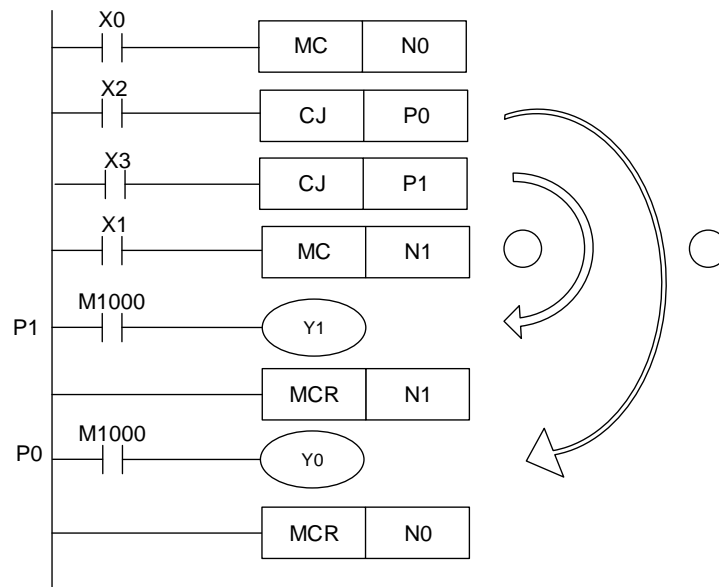 X0
MC N0
X2
CJ P0
X3
CJ P1
X1
MC N1
M1000
P1 Y1
MCR N1
M1000
P0 Y0
MCR N0